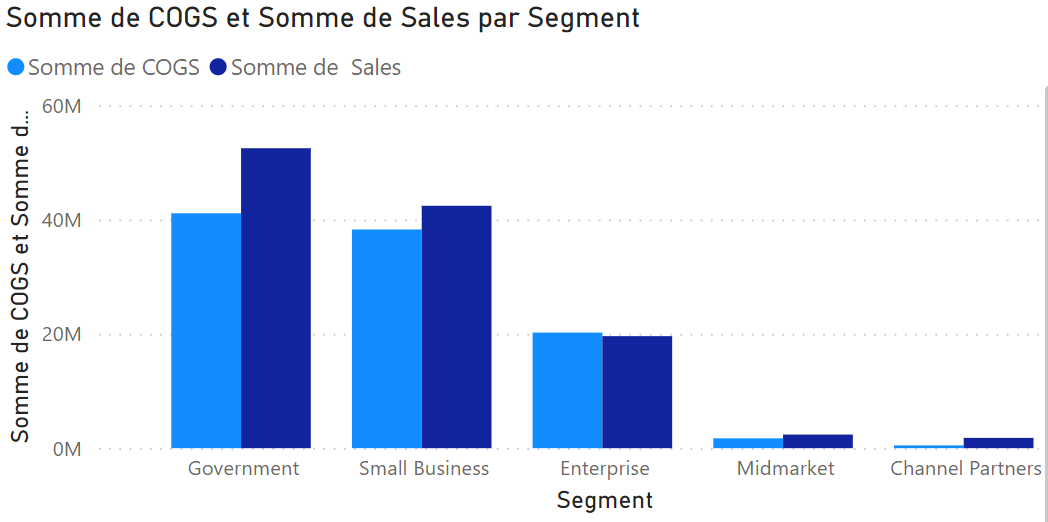 Somme de COGS et Somme de Sales par Segment
Somme de COGS Somme de Sales
Somme de COGS et Somme d...
60M
40M
20M
0M
Government Small Business Enterprise Midmarket Channel Partners
Segment